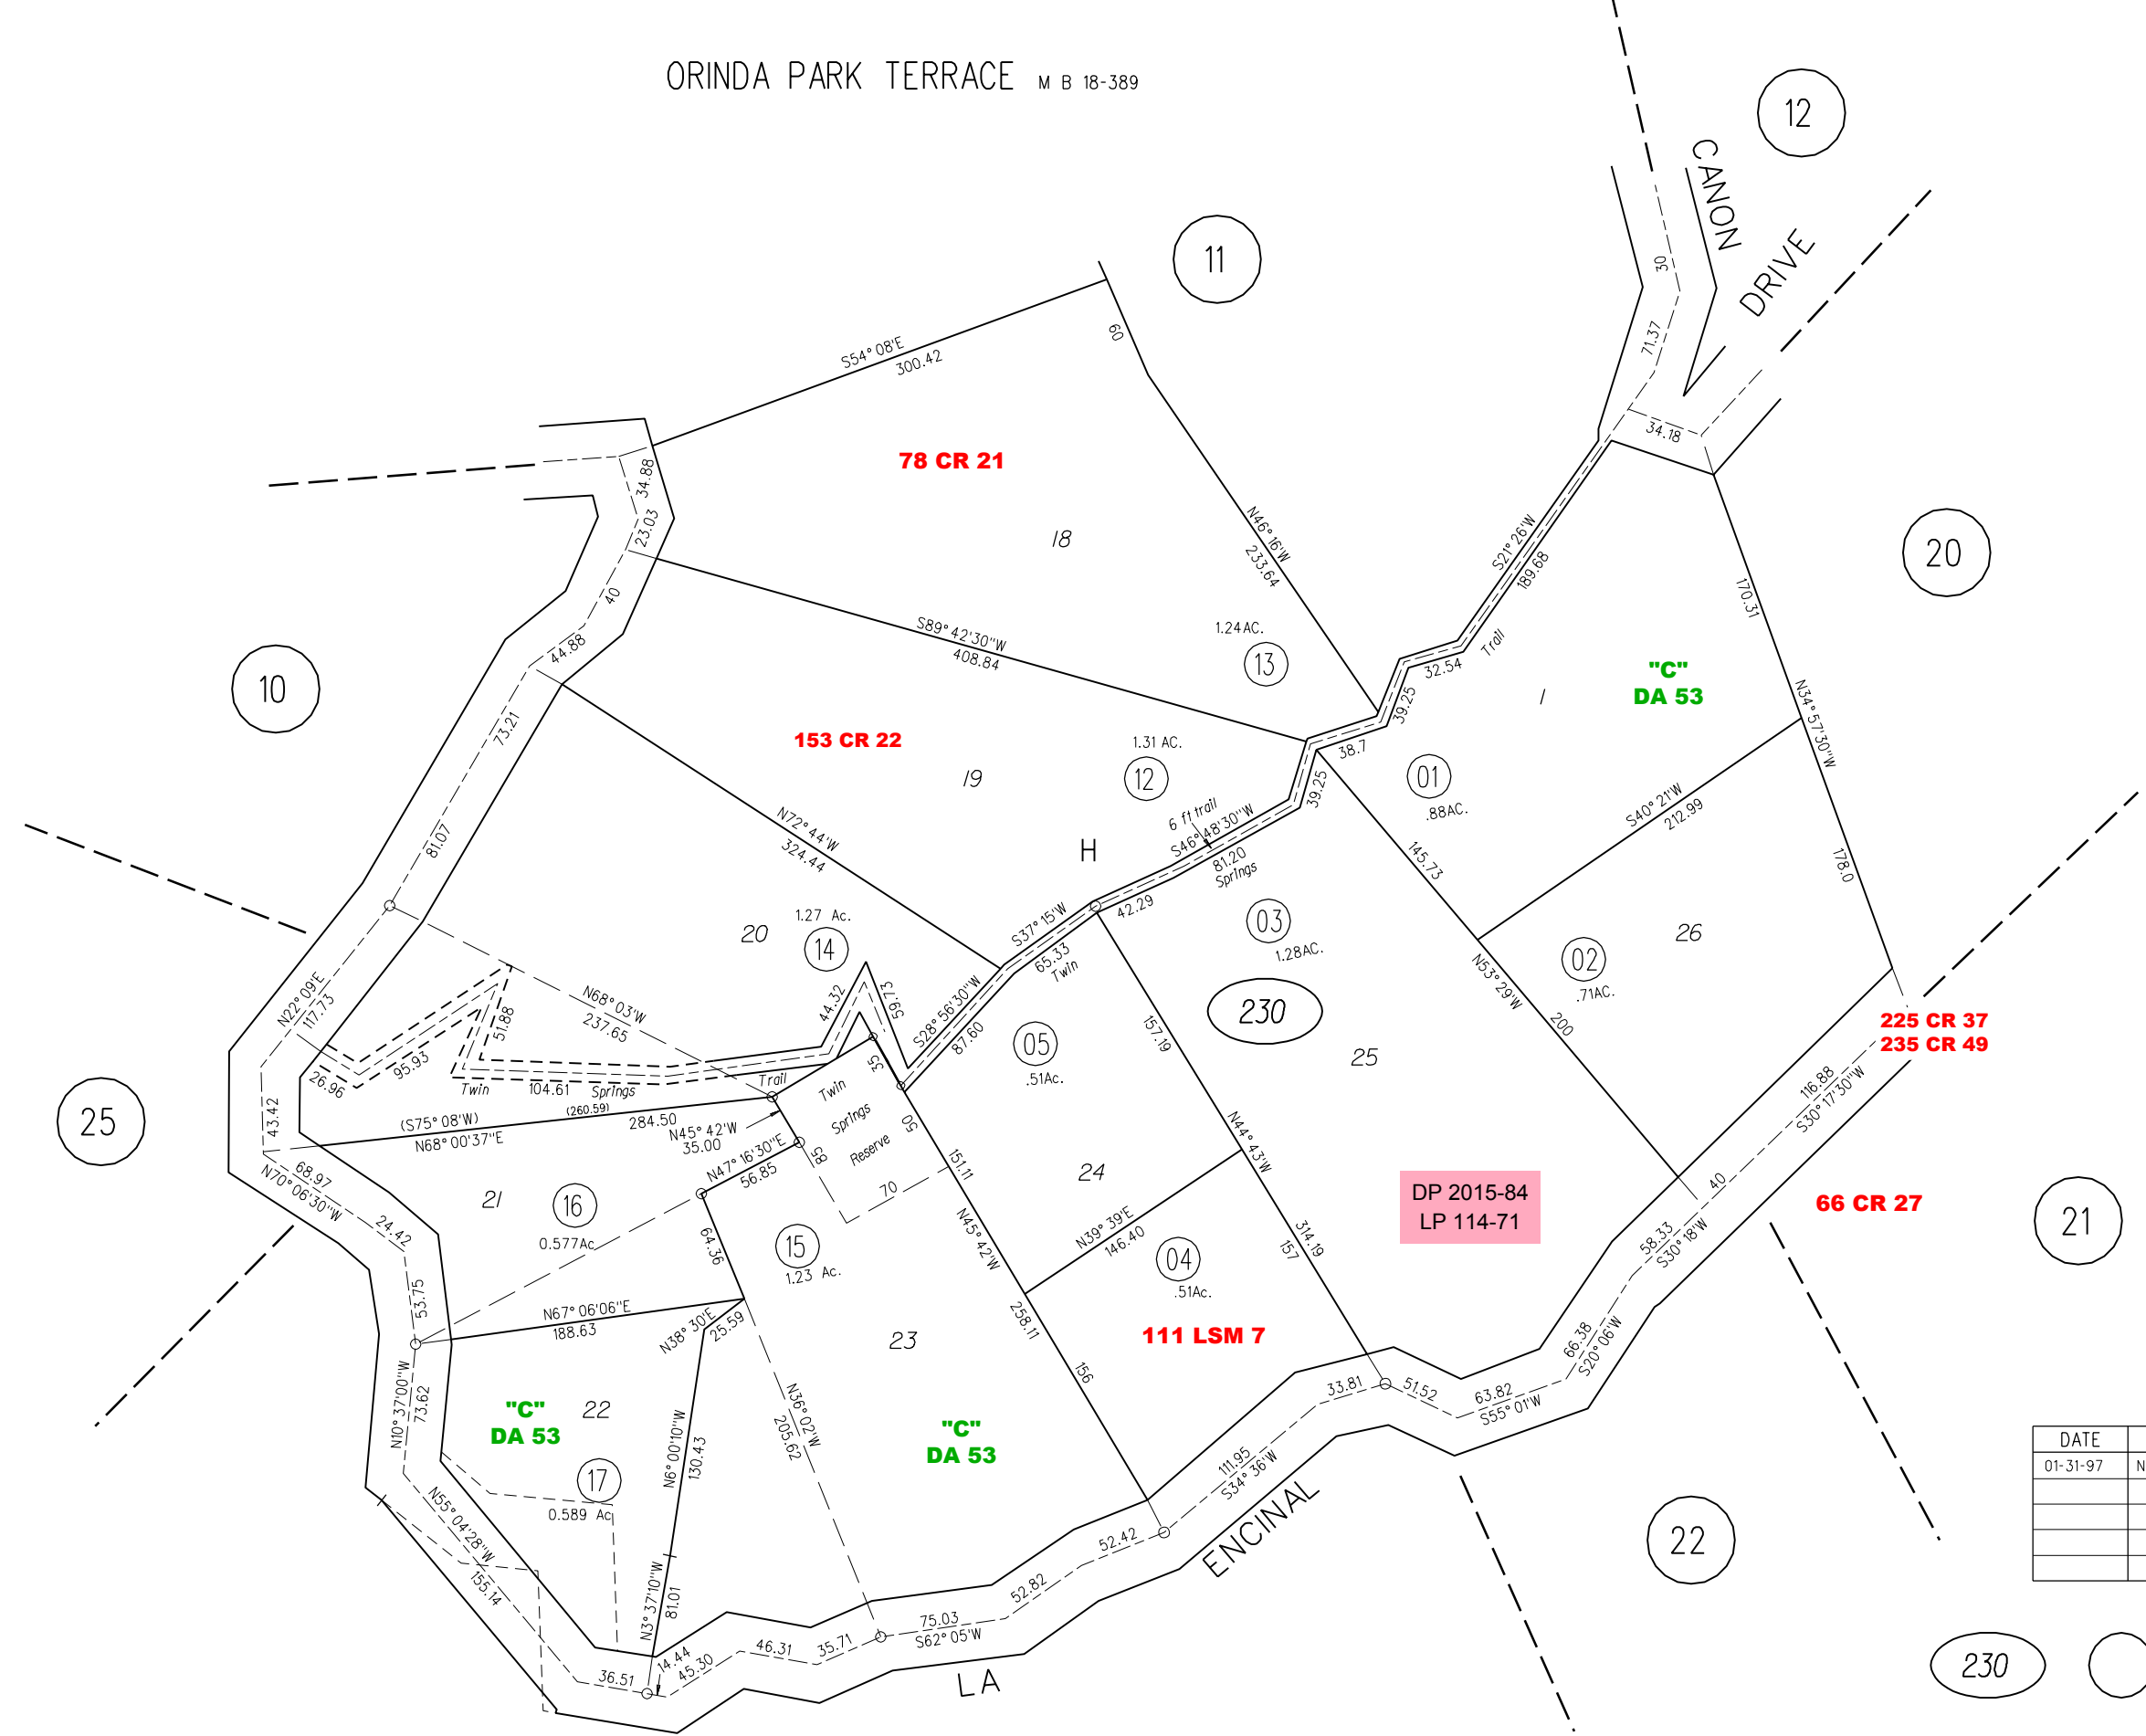 ORINDA PARK TERRACE M B 18-389
12
CANON
DRIVE
11
30
71.37
34.18
S54° 08'E
300.42
60
78 CR 21
18
N46° 16'W
233.64
34.88
23.03
40
44.88
S21° 26'W
189.68
Trail
20
170.31
S89° 42'30"W
408.84
1.24AC.
13
32.54
39.25
38.7
1
"C"
DA 53
N34° 57'30"W
178.0
10
73.21
81.07
153 CR 22
1.31 AC.
12
19
01
.88AC.
S40° 21'W
212.99
39.25
6 ft trail
S46° 48'30"W
81.20
Springs
145.73
N72° 44'W
324.44
H
42.29
S37° 15'W
65.33
Twin
03
1.28AC.
26
02
.71AC.
N53° 29'W
200
1.27 Ac.
20
14
44.32
59.73
S28° 56'30"W
87.60
N22° 09'E
117.73
N68° 03'W
237.65
51.88
95.93
26.96
Twin 104.61 Springs
Trail
35
50
Twin
Springs
Reserve
05
.51Ac.
157.19
230
25
225 CR 37
235 CR 49
116.88
S30° 17'30"W
25
43.42
(S75° 08'W)
(260.59)
284.50
N68° 00'37"E
N45° 42'W
35.00
N47° 16'30"E
56.85
85
70
151.11
N45° 42'W
258.11
156
N44° 43'W
314.19
157
24
N39° 39'E
146.40
DP 2015-84
LP 114-71
40
58.33
S30° 18'W
66 CR 27
21
68.97
N70° 06'30"W
24.42
53.75
21
16
0.577Ac
64.36
15
1.23 Ac.
04
.51Ac.
111 LSM 7
N67° 06'06"E
188.63
N38° 30'E
25.59
23
66.38
S20° 06'W
63.82
S55° 01'W
51.52
33.81
N10° 37'00"W
73.62
"C"
DA 53
22
N36° 02'W
205.62
"C"
DA 53
N6° 00'10"W
130.43
111.95
S34° 36'W
ENCINAL
DATE
01-31-97 N
17
0.589 Ac
N55° 04'28"W
155.14
N3° 37'10"W
81.01
22
52.42
52.82
75.03
S62° 05'W
35.71
46.31
45.30
14.44
36.51
LA
230